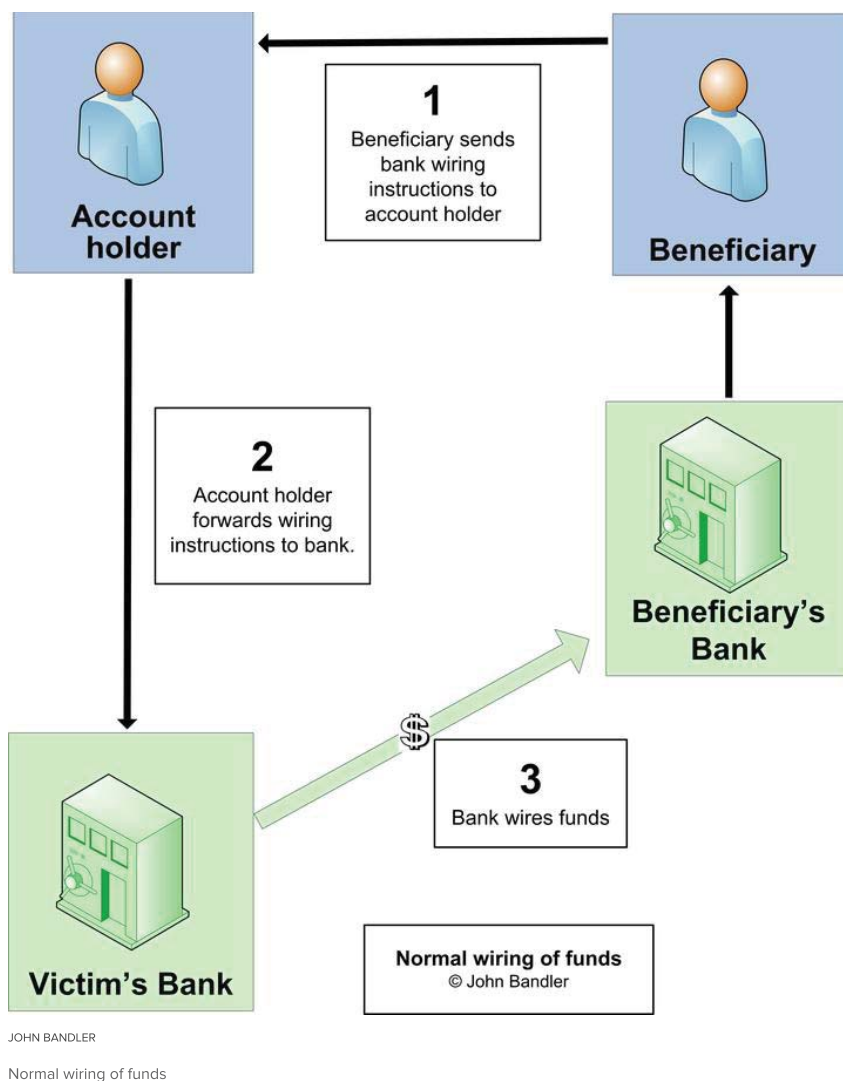 1
Beneficiary sends
bank wiring
instructions to
account holder
Account
holder
Beneficiary
2
Account holder
forwards wiring
instructions to bank.
Beneficiary’s
Bank
$
3
Bank wires funds
Victim’s Bank
Normal wiring of funds
© John Bandler
JOHN BANDLER
Normal wiring of funds